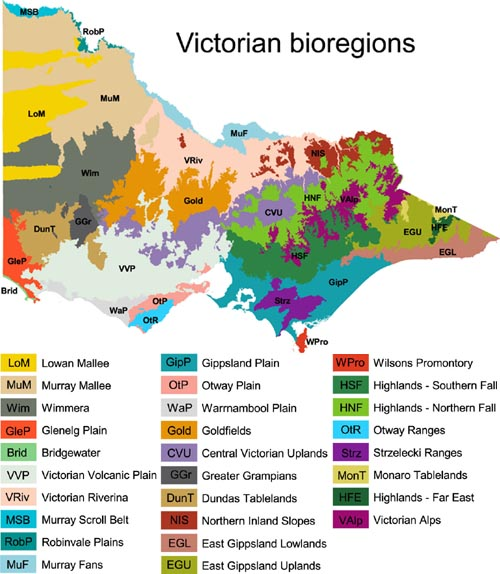 Victorian bioregions
MSB
RobP
LoM
MuM
MuF
Wim
VRiv
NIS
Gold
GGr
CVU
HNF
VAlp
DunT
MonT
HFE
EGU
GleP
VVP
HSF
EGL
GipP
Brid
WaP
OtP
OtR
Strz
WPro
LoM Lowan Mallee
MuM Murray Mallee
Wim Wimmera
GleP Glenelg Plain
Brid Bridgewater
VVP Victorian Volcanic Plain
VRiv Victorian Riverina
MSB Murray Scroll Belt
RobP Robinvale Plains
MuF Murray Fans
GipP Gippsland Plain
OtP Otway Plain
WaP Warnambool Plain
Gold Goldfields
CVU Central Victorian Uplands
GGr Greater Grampians
DunT Dundas Tablelands
NIS Northern Inland Slopes
EGL East Gippsland Lowlands
EGU East Gippsland Uplands
WPro Wilsons Promontory
HSF Highlands - Southern Fall
HNF Highlands - Northern Fall
OtR Otway Ranges
Strz Strzelecki Ranges
MonT Monaro Tablelands
HFE Highlands - Far East
VAlp Victorian Alps